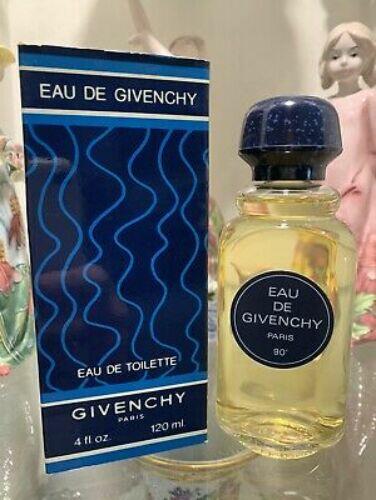 EAU DE GIVENCHY
EAU DE TOILETTE
GIVENCHY
PARIS
4 fl oz. 120 ml.
EAU
DE
GIVENCHY
PARIS
90°